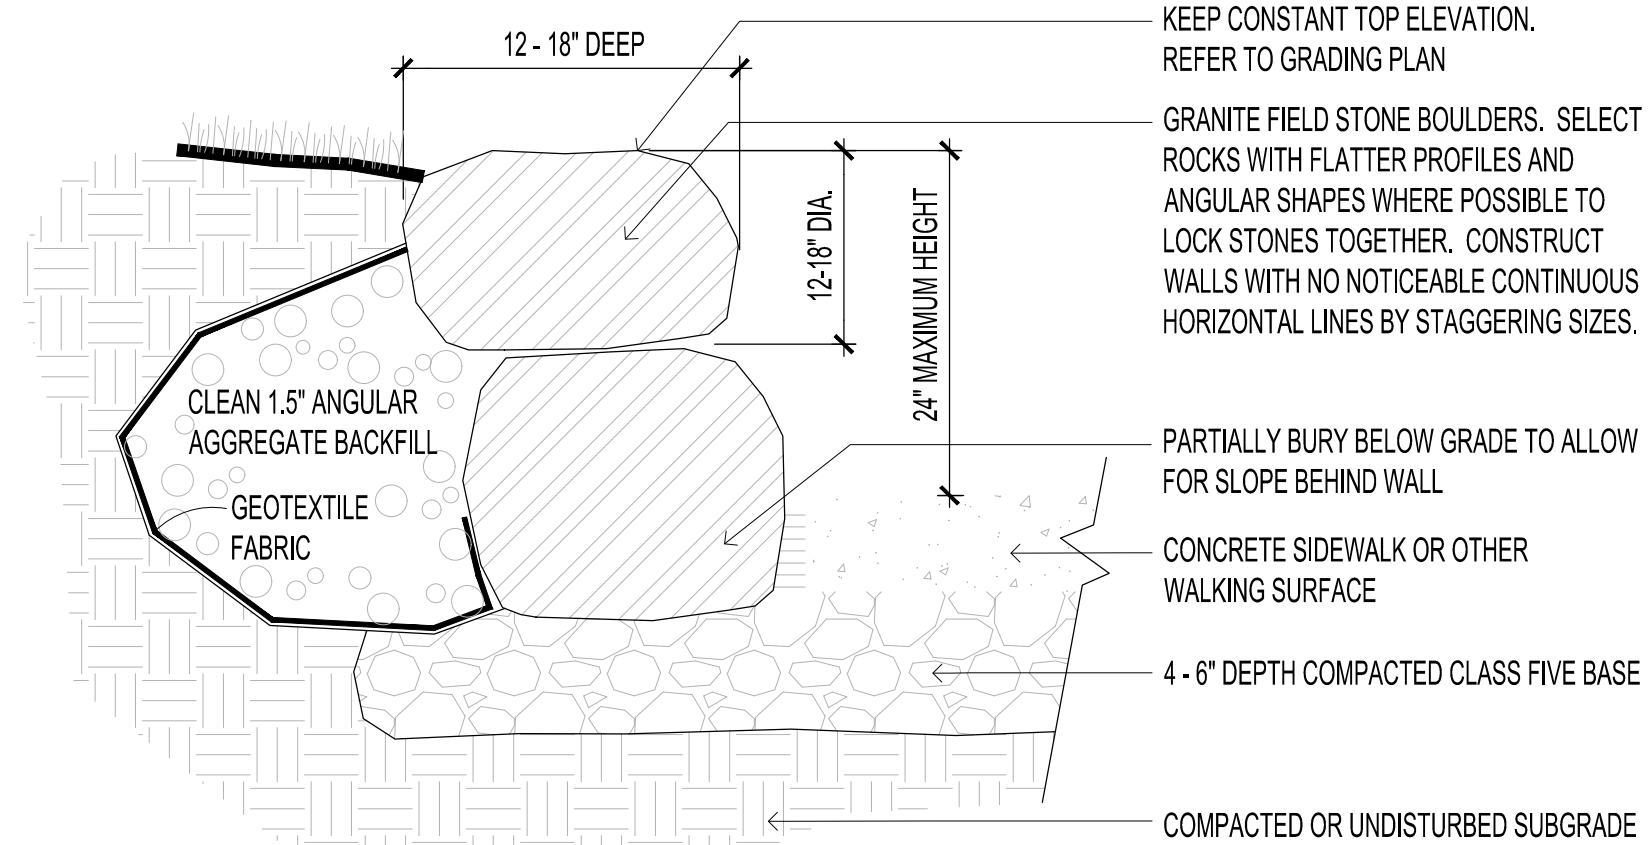 12 - 18" DEEP
KEEP CONSTANT TOP ELEVATION.
REFER TO GRADING PLAN
GRANITE FIELD STONE BOULDERS.  SELECT
ROCKS WITH FLATTER PROFILES AND
ANGULAR SHAPES WHERE POSSIBLE TO
LOCK STONES TOGETHER.  CONSTRUCT
WALLS WITH NO NOTICEABLE CONTINUOUS
HORIZONTAL LINES BY STAGGERING SIZES.
12-18" DIA.
24" MAXIMUM HEIGHT
CLEAN 1.5" ANGULAR
AGGREGATE BACKFILL
GEOTEXTILE
FABRIC
PARTIALLY BURY BELOW GRADE TO ALLOW
FOR SLOPE BEHIND WALL
CONCRETE SIDEWALK OR OTHER
WALKING SURFACE
4 - 6" DEPTH COMPACTED CLASS FIVE BASE
COMPACTED OR UNDISTURBED SUBGRADE